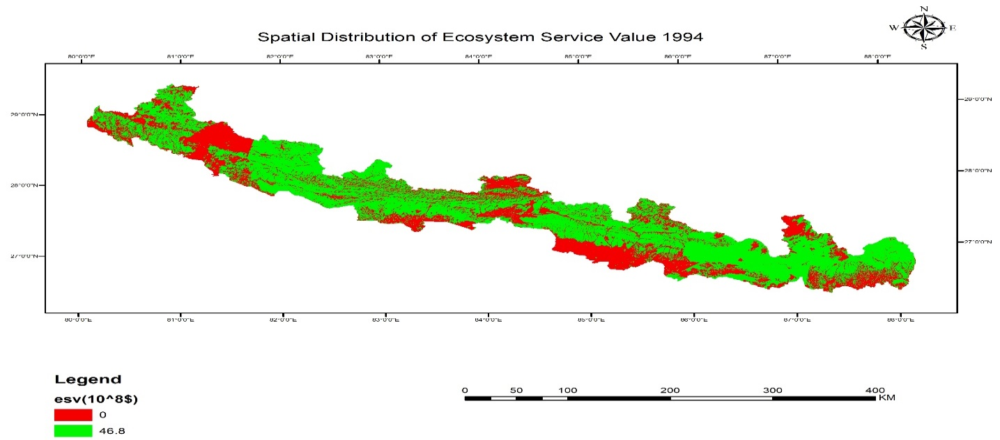 N
W E
S
Spatial Distribution of Ecosystem Service Value 1994
80°0'0"E 81°0'0"E 82°0'0"E 83°0'0"E 84°0'0"E 85°0'0"E 86°0'0"E 87°0'0"E 88°0'0"E
29°0'0"N 29°0'0"N
28°0'0"N 28°0'0"N
27°0'0"N 27°0'0"N
80°0'0"E 81°0'0"E 82°0'0"E 83°0'0"E 84°0'0"E 85°0'0"E 86°0'0"E 87°0'0"E 88°0'0"E
Legend
esv(10^8$)
0
46.8
0 50 100 200 300 400
KM